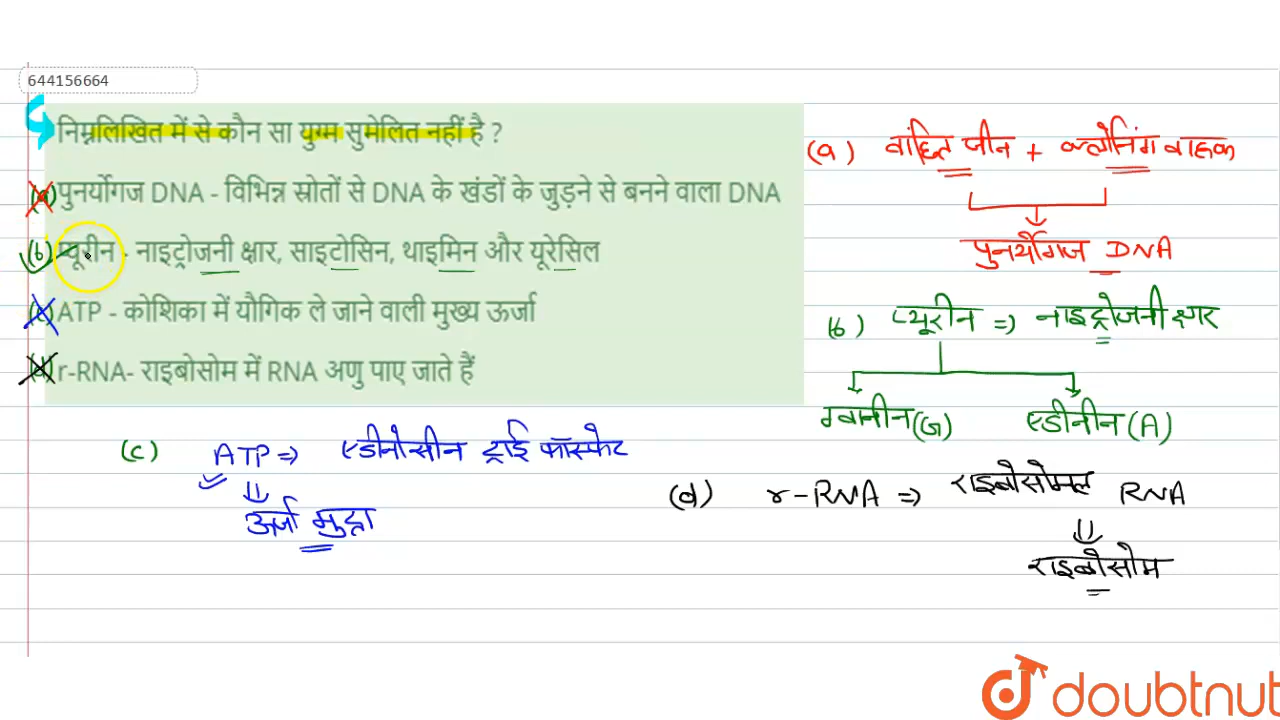 644156664
निम्नलिखित में से कौन सा युग्म सुमेलित नहीं है ?
(a) पुनर्योगज DNA - विभिन्न स्रोतों से DNA के खंडों के जुड़ने से बनने वाला DNA
(b) प्यूरीन - नाइट्रोजनी क्षार, साइटोसिन, थाइमिन और यूरेसिल
(c) ATP - कोशिका में यौगिक ले जाने वाली मुख्य ऊर्जा
(d) r-RNA- राइबोसोम में RNA अणु पाए जाते हैं
(a) वांछित जीन + क्लोनिंग वाहक
पुनर्योगज DNA
(b) प्यूरीन => नाइट्रोजनी क्षार
ग्वानीन(G) एडीनीन (A)
(c) ATP => एडीनोसीन ट्राई फॉस्फेट
ऊर्जा मुद्रा
(d) r-RNA => राइबोसोमल RNA
राइबोसोम
doubtnut